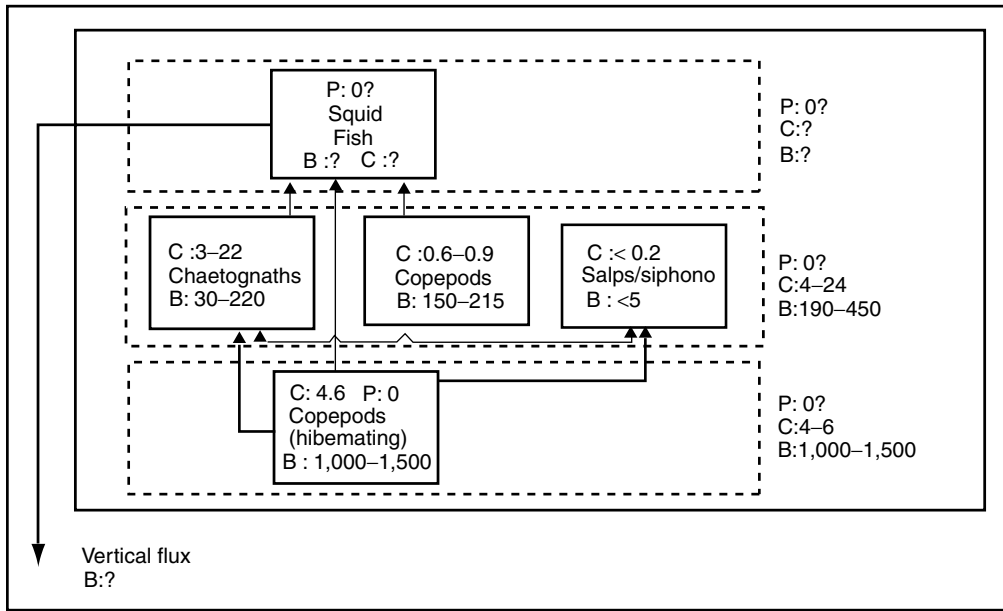 P: 0?
Squid
Fish
B :? C :?
P: 0?
C:?
B:?
C :3–22
Chaetognaths
B: 30–220
C :0.6–0.9
Copepods
B: 150–215
C :< 0.2
Salps/siphono
B : <5
P: 0?
C:4–24
B:190–450
C: 4.6 P: 0
Copepods
(hibemating)
B : 1,000–1,500
P: 0?
C:4–6
B:1,000–1,500
Vertical flux
B:?